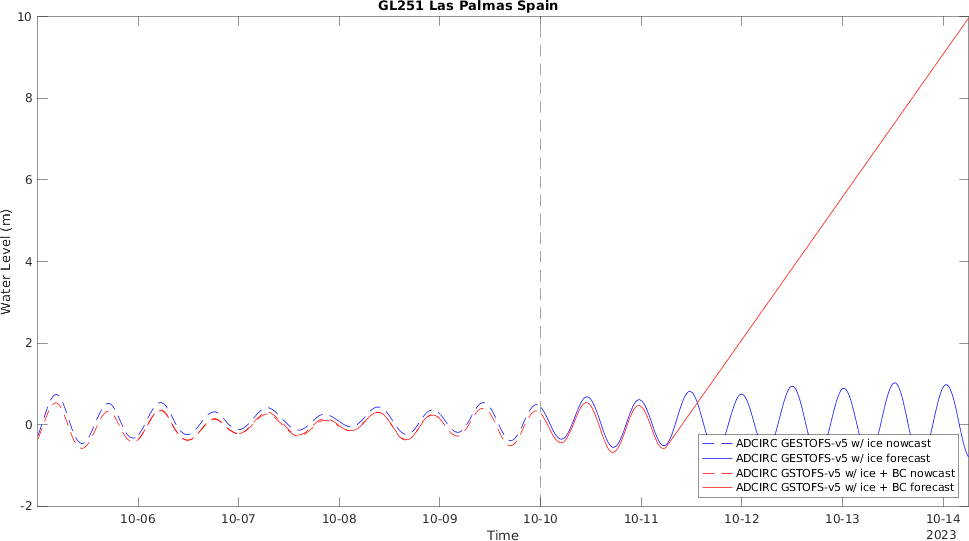 GL251 Las Palmas Spain
10
8
6
4
2
0
-2
Water Level (m)
10-06
10-07
10-08
10-09
10-10
10-11
10-12
10-13
10-14
2023
Time
ADCIRC GESTOFS-v5 w/ ice nowcast
ADCIRC GESTOFS-v5 w/ ice forecast
ADCIRC GSTOFS-v5 w/ ice + BC nowcast
ADCIRC GSTOFS-v5 w/ ice + BC forecast